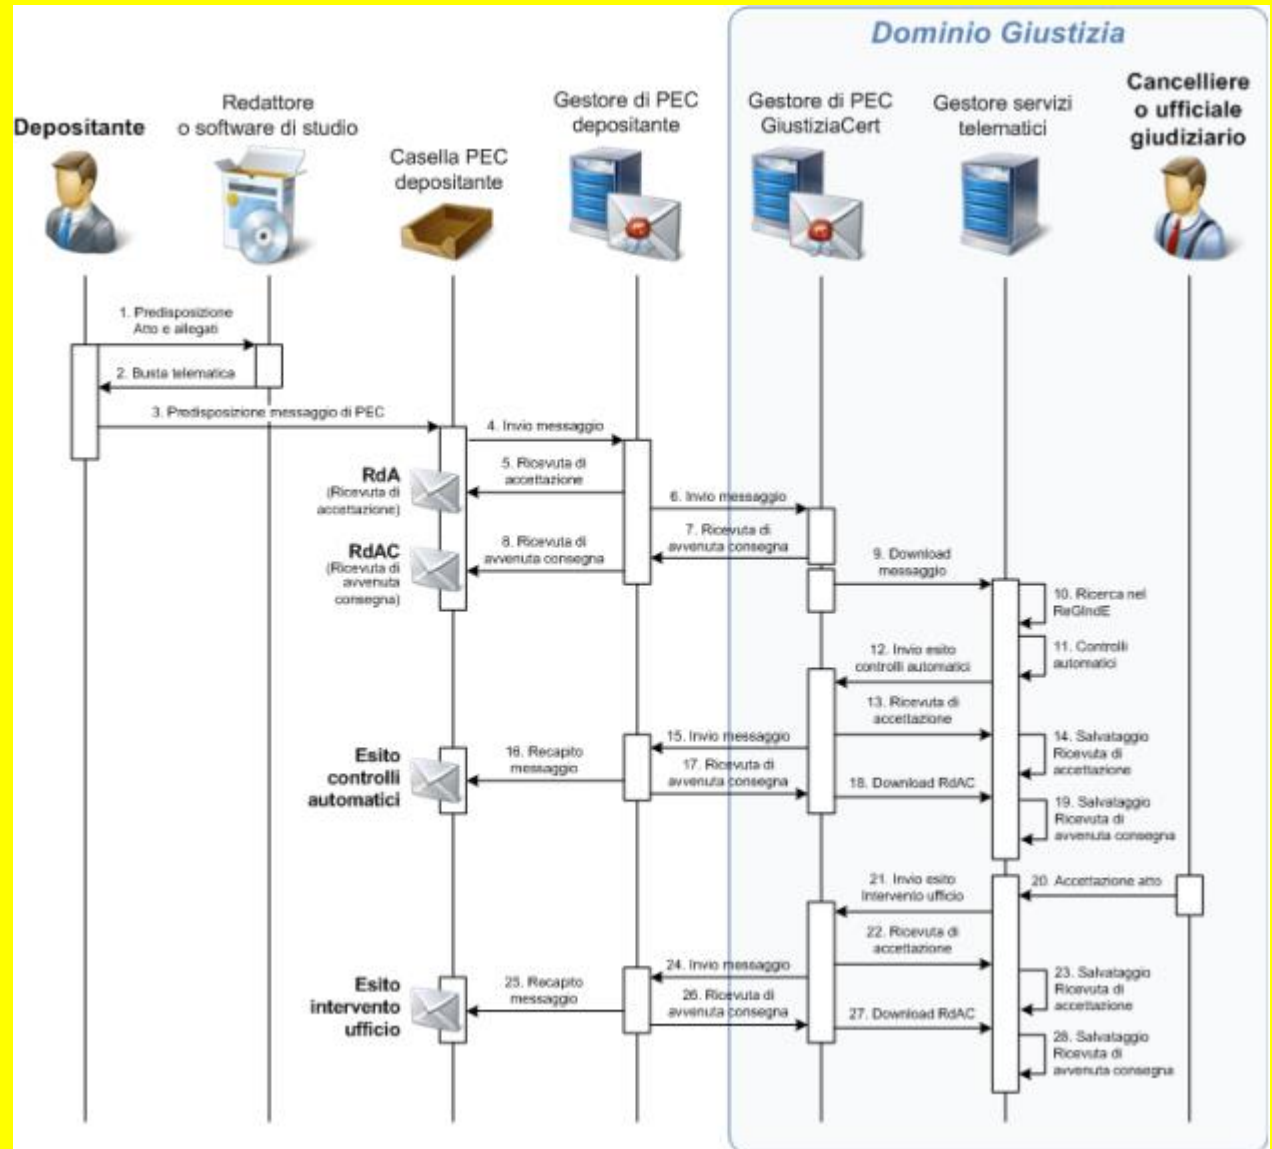 Dominio Giustizia
Depositante
Redattore
o software di studio
Casella PEC
depositante
Gestore di PEC
depositante
Gestore di PEC
GiustiziaCert
Gestore servizi
telematici
Cancelliere
o ufficiale
giudiziario
1. Predisposizione
Atto e allegati
2. Busta telematica
3. Predisposizione messaggio di PEC
4. Invio messaggio
RdA
(Ricevuta di
accettazione)
5. Ricevuta di
accettazione
6. Invio messaggio
7. Ricevuta di
avvenuta consegna
RdAC
(Ricevuta di
avvenuta
consegna)
8. Ricevuta di
avvenuta consegna
9. Download
messaggio
10. Ricerca nel
ReGIndE
11. Controlli
automatici
12. Invio esito
controlli automatici
13. Ricevuta di
accettazione
14. Salvataggio
Ricevuta di
accettazione
15. Invio messaggio
Esito
controlli
automatici
16. Recapito
messaggio
17. Ricevuta di
avvenuta consegna
18. Download RdAC
19. Salvataggio
Ricevuta di
avvenuta consegna
20. Accettazione atto
21. Invio esito
Intervento ufficio
22. Ricevuta di
accettazione
23. Salvataggio
Ricevuta di
accettazione
24. Invio messaggio
Esito
intervento
ufficio
25. Recapito
messaggio
26. Ricevuta di
avvenuta consegna
27. Download RdAC
28. Salvataggio
Ricevuta di
avvenuta consegna